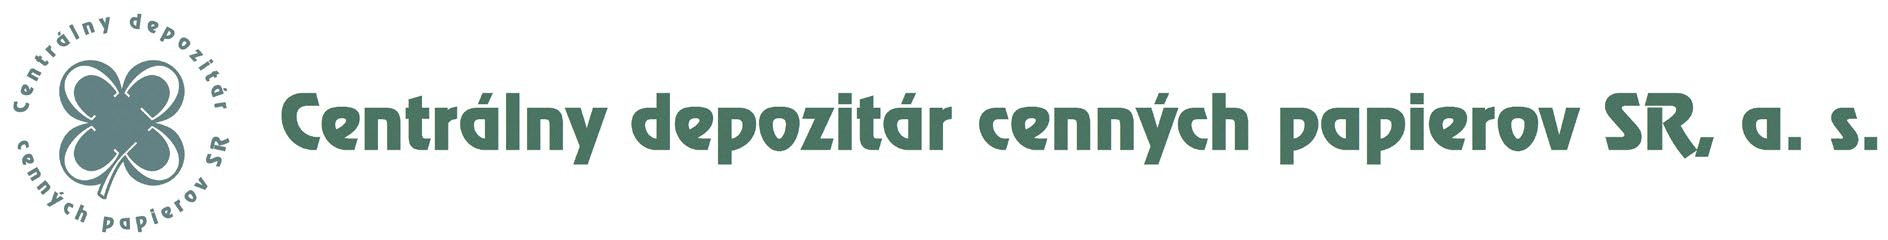 Centrálny depozitár
cenných papierov SR
Centrálny depozitár cenných papierov SR, a. s.